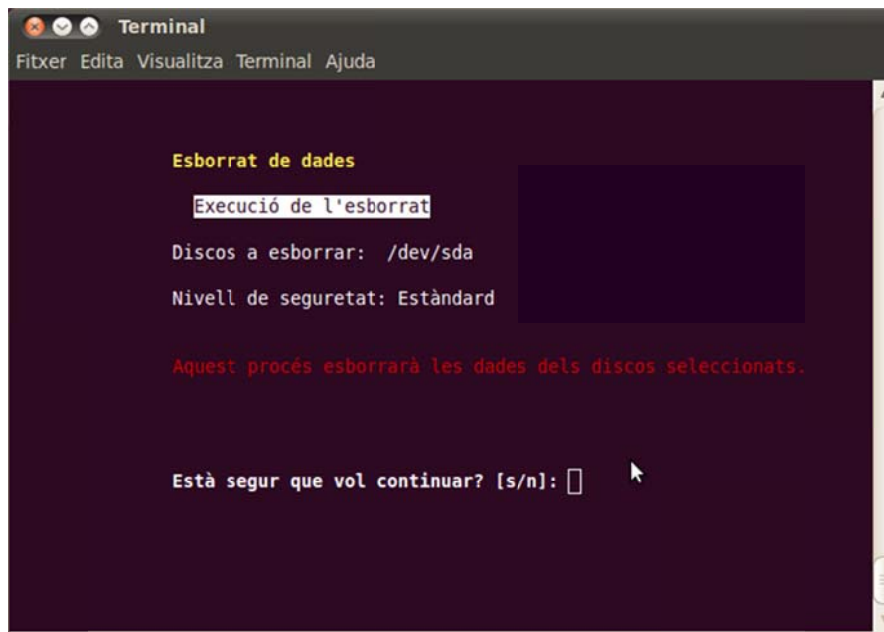 Terminal
Fitxer Edita Visualitza Terminal Ajuda
Esborrat de dades
Execució de l'esborrat
Discos a esborrar: /dev/sda
Nivell de seguretat: Estàndard
Aquest procés esborrarà les dades dels discos seleccionats.
Està segur que vol continuar? [s/n]: